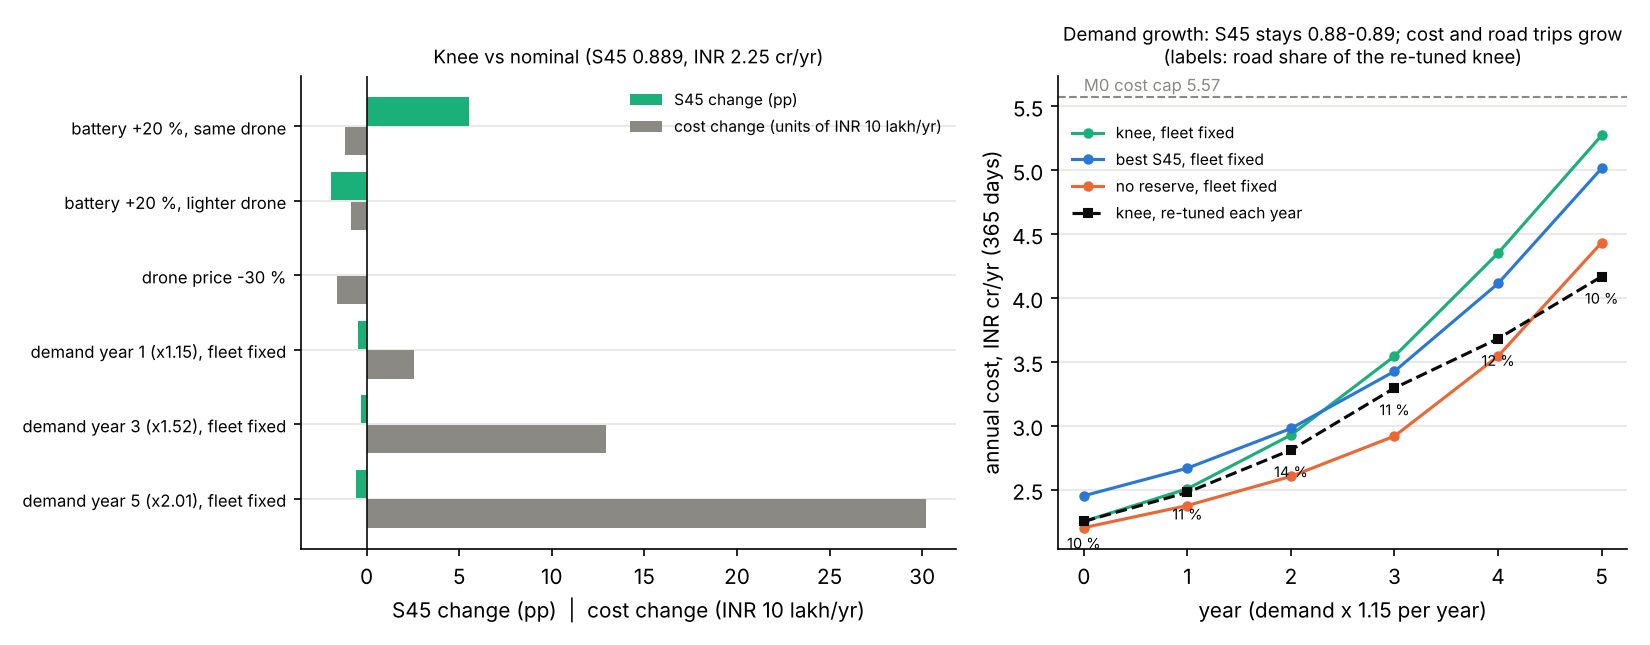 Knee vs nominal (S45 0.889, INR 2.25 cr/yr)
S45 change (pp)
cost change (units of INR 10 lakh/yr)
battery +20 %, same drone
battery +20 %, lighter drone
drone price -30 %
demand year 1 (x1.15), fleet fixed
demand year 3 (x1.52), fleet fixed
demand year 5 (x2.01), fleet fixed
0 5 10 15 20 25 30
S45 change (pp) | cost change (INR 10 lakh/yr)
Demand growth: S45 stays 0.88-0.89; cost and road trips grow
(labels: road share of the re-tuned knee)
M0 cost cap 5.57
knee, fleet fixed
best S45, fleet fixed
no reserve, fleet fixed
knee, re-tuned each year
annual cost, INR cr/yr (365 days)
5.5
5.0
4.5
4.0
3.5
3.0
2.5
10 %
11 %
14 %
11 %
12 %
10 %
0 1 2 3 4 5
year (demand x 1.15 per year)